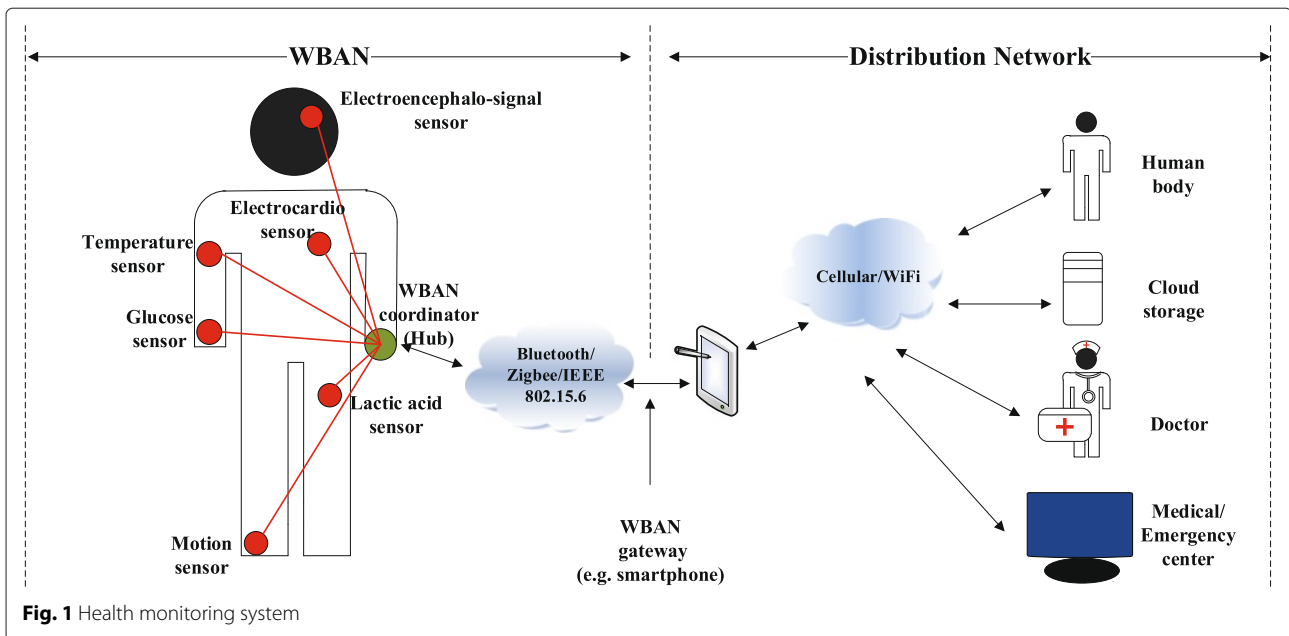 WBAN
Distribution Network
Electroencephalo-signal
sensor
Electrocardio
sensor
Temperature
sensor
Glucose
sensor
WBAN
coordinator
(Hub)
Lactic acid
sensor
Motion
sensor
Bluetooth/
Zigbee/IEEE
802.15.6
WBAN
gateway
(e.g. smartphone)
Cellular/WiFi
Human
body
Cloud
storage
Doctor
Medical/
Emergency
center
Fig. 1 Health monitoring system